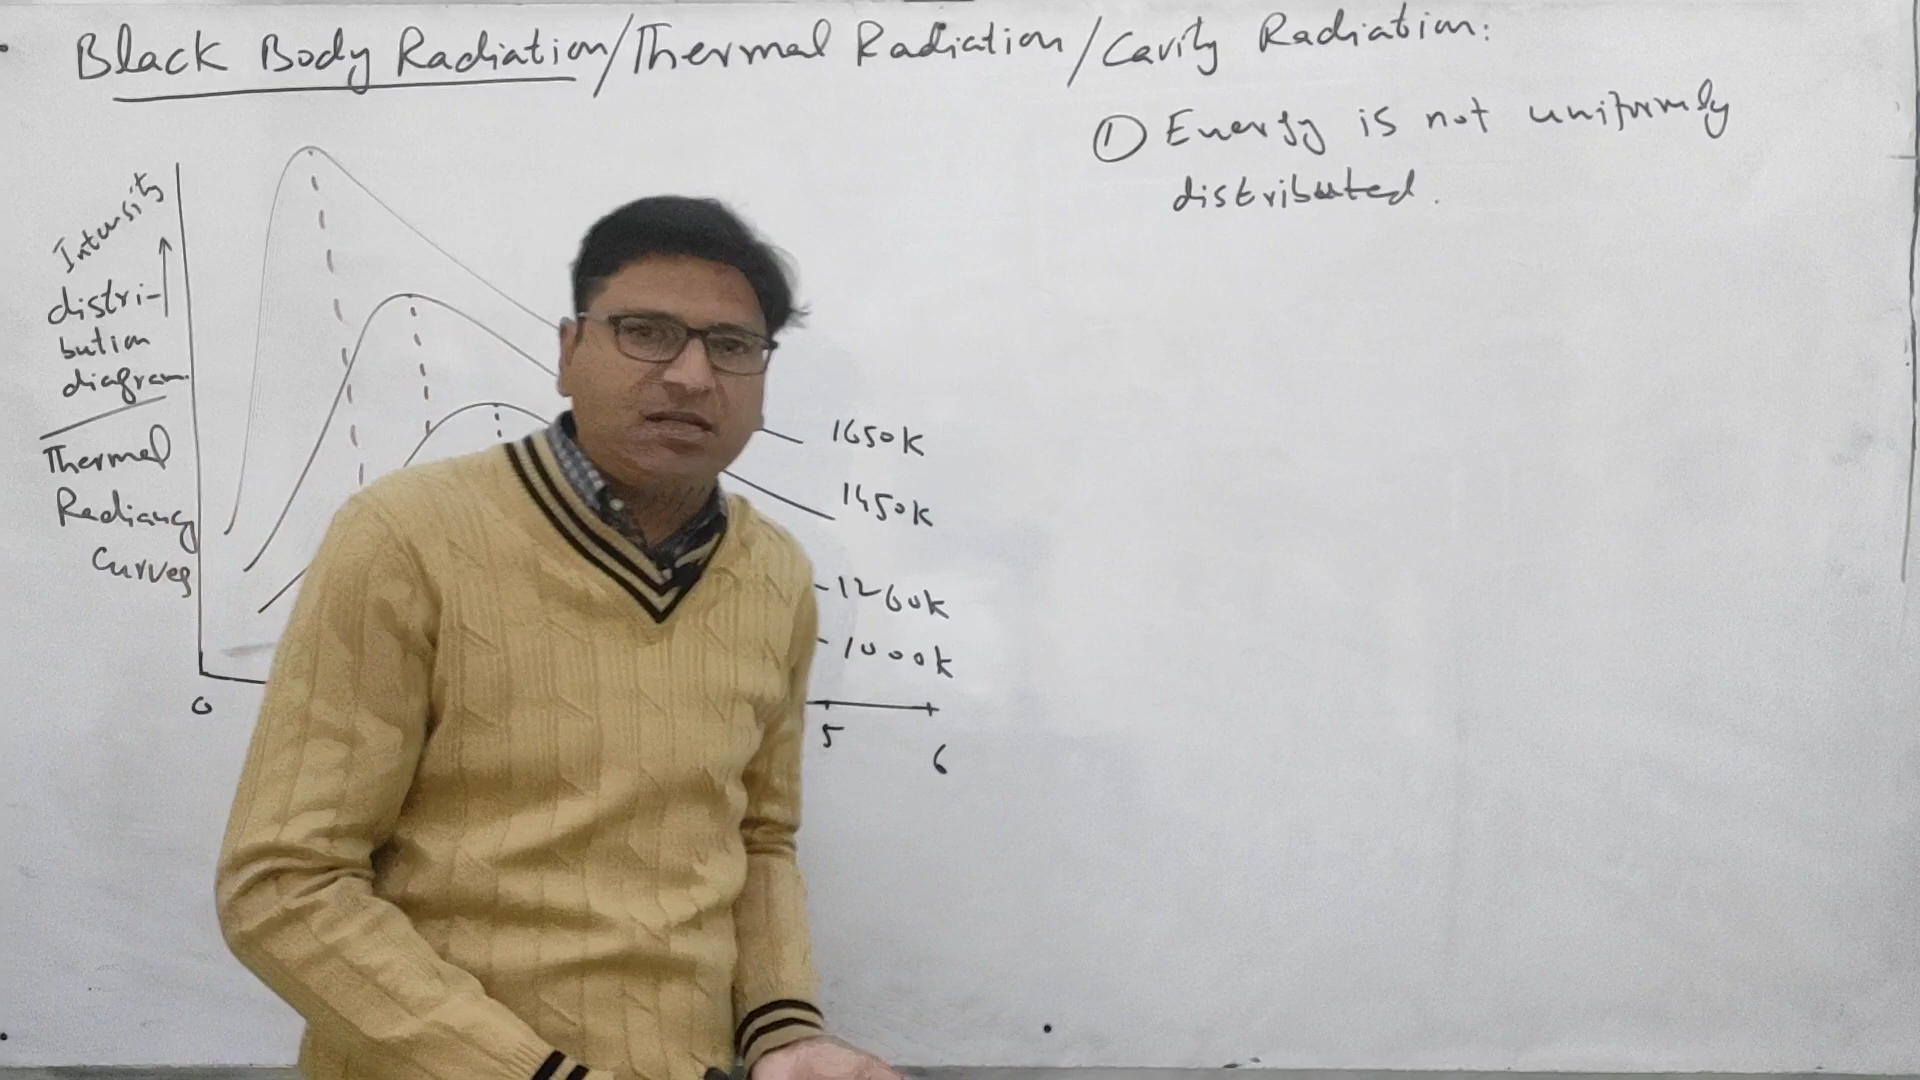 Black Body Radiation/Thermal Radiation/Cavity Radiation:
① Energy is not uniformly
distributed.
Intensity
distri-
bution
diagram
Thermal
Radiancy
Curves
1650K
1450K
1260K
1000K
0
5
6